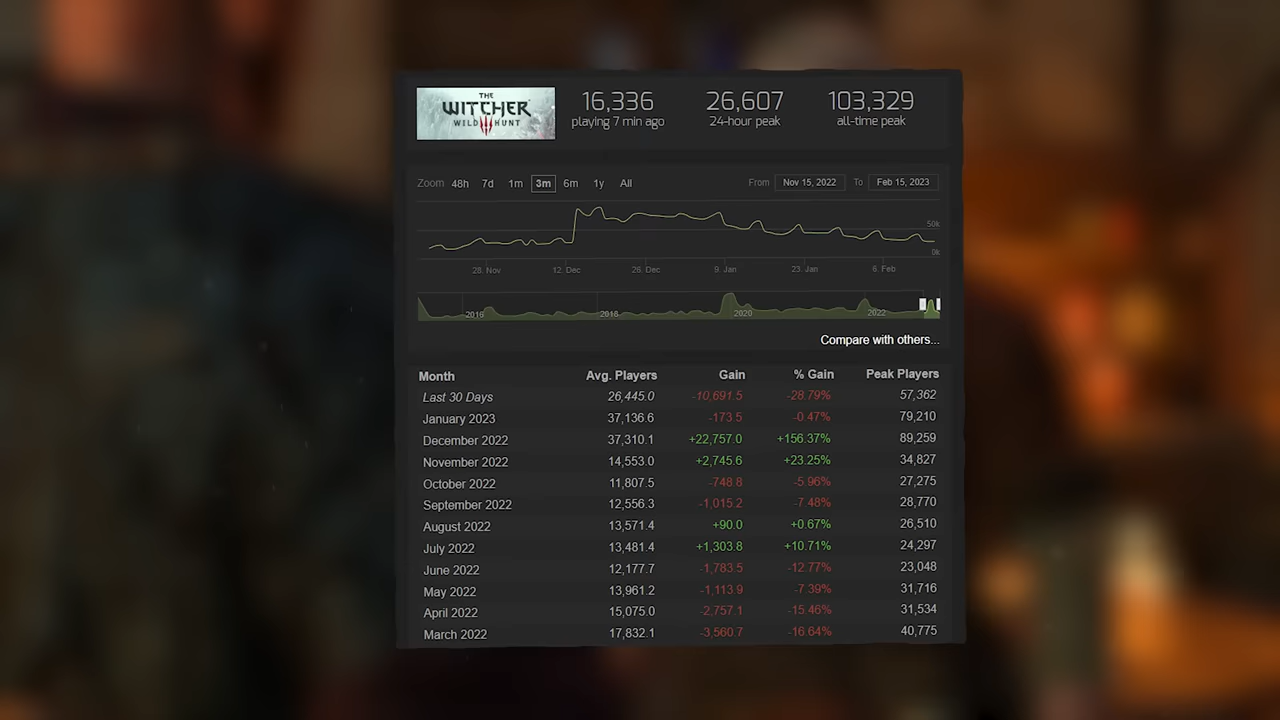 THE WITCHER WILD HUNT
16,336 26,607 103,329
playing 7 min ago 24-hour peak all-time peak
Zoom 48h 7d 1m 3m 6m 1y All From Nov 15, 2022 To Feb 15, 2023
50k
0k
28. Nov 12. Dec 26. Dec 9. Jan 23. Jan 6. Feb
2016 2018 2020 2022
Compare with others...
Month Avg. Players Gain % Gain Peak Players
Last 30 Days 26,445.0 -10,691.5 -28.79% 57,362
January 2023 37,136.6 -173.5 -0.47% 79,210
December 2022 37,310.1 +22,757.0 +156.37% 89,259
November 2022 14,553.0 +2,745.6 +23.25% 34,827
October 2022 11,807.5 -748.8 -5.96% 27,275
September 2022 12,556.3 -1,015.2 -7.48% 28,770
August 2022 13,571.4 +90.0 +0.67% 26,510
July 2022 13,481.4 +1,303.8 +10.71% 24,297
June 2022 12,177.7 -1,783.5 -12.77% 23,048
May 2022 13,961.2 -1,113.9 -7.39% 31,716
April 2022 15,075.0 -2,757.1 -15.46% 31,534
March 2022 17,832.1 -3,560.7 -16.64% 40,775